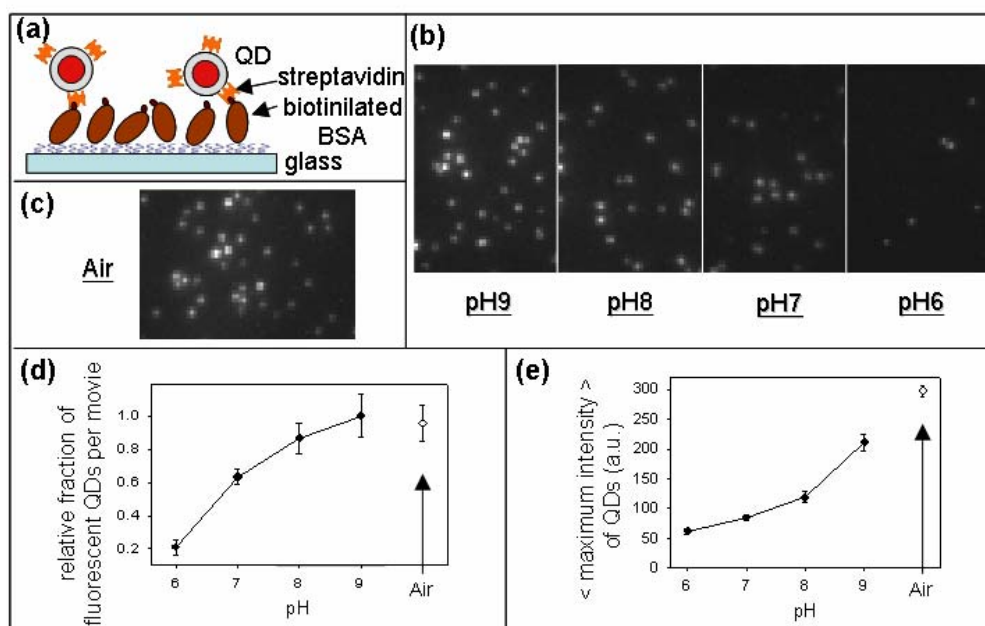 (a)
QD
streptavidin
biotinilated
BSA
glass
(b)
pH9
pH8
pH7
pH6
(c)
Air
(d)
relative fraction of
fluorescent QDs per movie
1.0
0.8
0.6
0.4
0.2
6
7
8
9
Air
pH
(e)
< maximum intensity >
of QDs (a.u.)
300
250
200
150
100
50
0
6
7
8
9
Air
pH